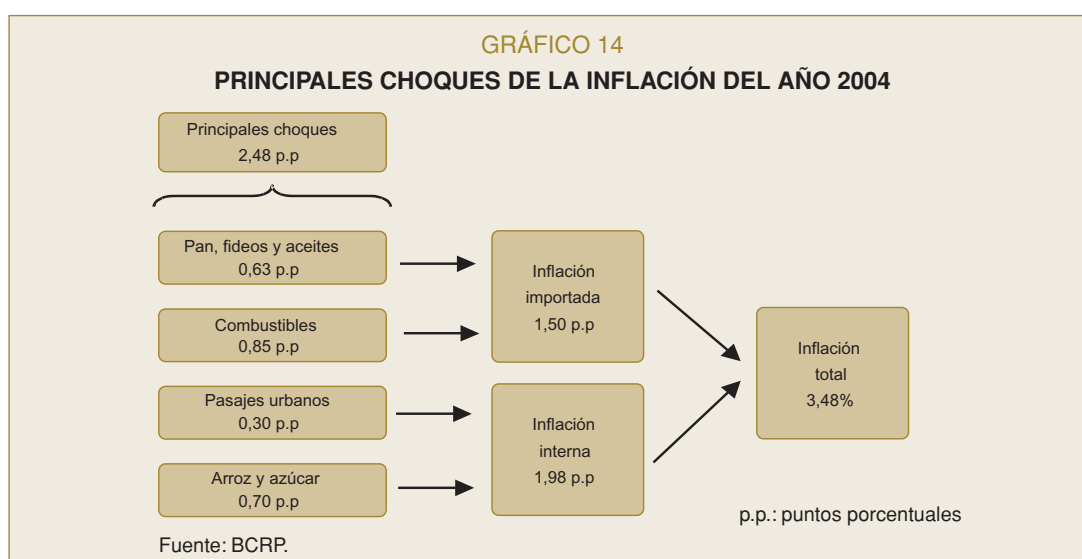 GRÁFICO 14
PRINCIPALES CHOQUES DE LA INFLACIÓN DEL AÑO 2004
Principales choques
2,48 p.p
Pan, fideos y aceites
0,63 p.p
Combustibles
0,85 p.p
Pasajes urbanos
0,30 p.p
Arroz y azúcar
0,70 p.p
Inflación
importada
1,50 p.p
Inflación
interna
1,98 p.p
Inflación
total
3,48%
p.p.: puntos porcentuales
Fuente: BCRP.